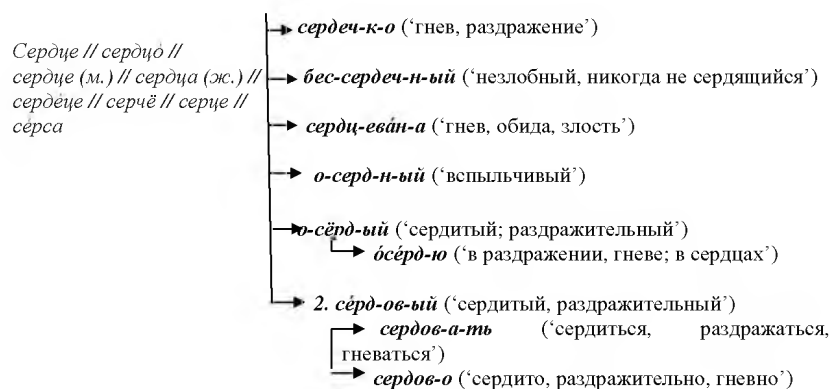 сердеч-к-о (‘гнев, раздражение’)
Сердце // сердцо́ //
сердце (м.) // сердца (ж.) //
сердёце // серчё // серце //
се́рса
бес-сердеч-н-ый (‘незлобный, никогда не сердящийся’)
сердц-ева́н-а (‘гнев, обида, злость’)
о-серд-н-ый (‘вспыльчивый’)
о-сёрд-ый (‘сердитый; раздражительный’)
о́се́рд-ю (‘в раздражении, гневе; в сердцах’)
2. се́рд-ов-ый (‘сердитый, раздражительный’)
сердов-а-ть (‘сердиться, раздражаться,
гневаться’)
сердов-о (‘сердито, раздражительно, гневно’)